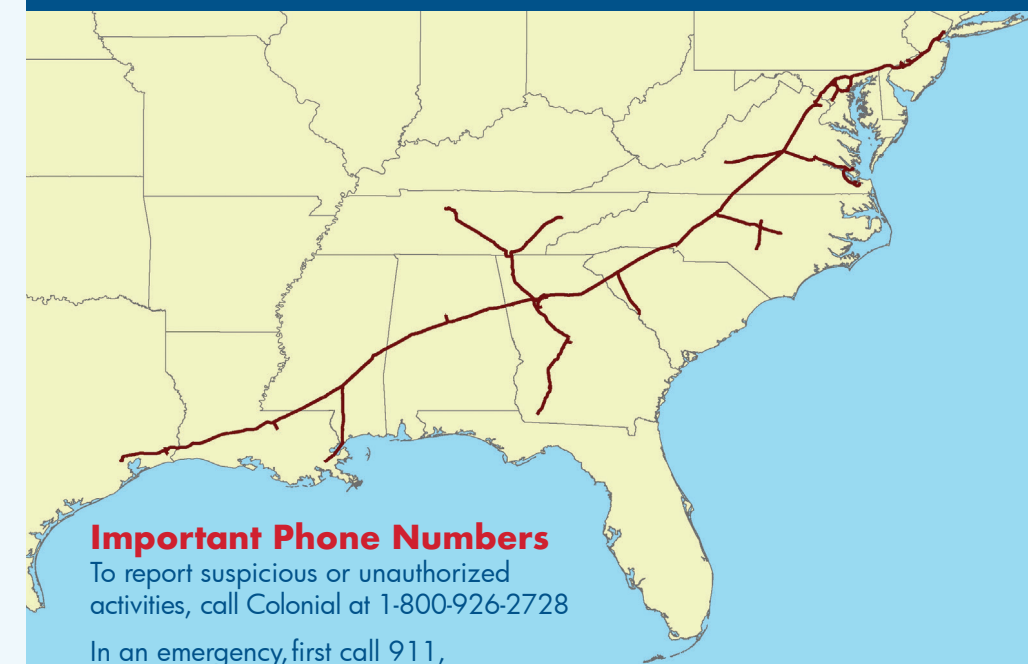 Important Phone Numbers
To report suspicious or unauthorized
activities, call Colonial at 1-800-926-2728
In an emergency, first call 911,